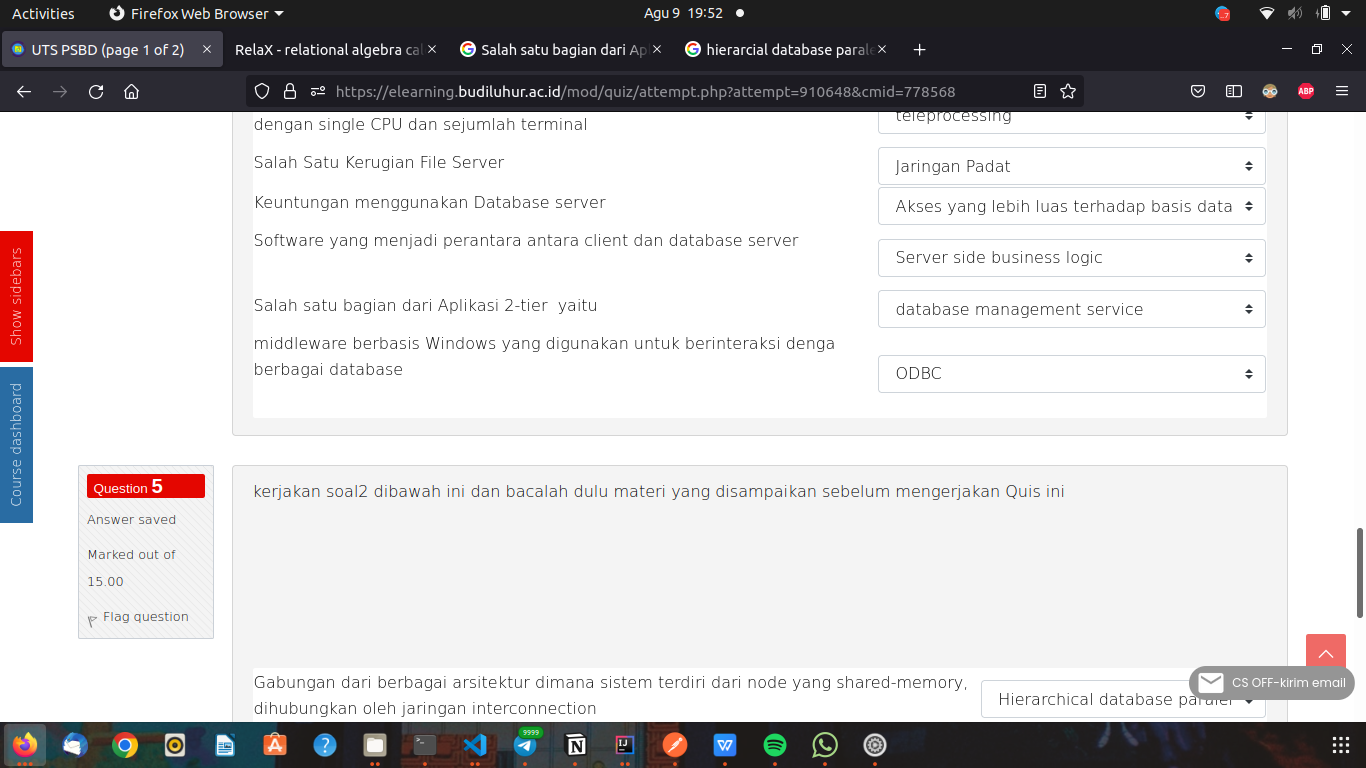 Activities
Firefox Web Browser
Agu 9 19:52
UTS PSBD (page 1 of 2)
RelaX - relational algebra cal
Salah satu bagian dari Apl
hierarcial database parale
https://elearning.budiluhur.ac.id/mod/quiz/attempt.php?attempt=910648&cmid=778568
ABP
dengan single CPU dan sejumlah terminal
teleprocessing
Salah Satu Kerugian File Server
Jaringan Padat
Keuntungan menggunakan Database server
Akses yang lebih luas terhadap basis data
Software yang menjadi perantara antara client dan database server
Server side business logic
Salah satu bagian dari Aplikasi 2-tier yaitu
database management service
middleware berbasis Windows yang digunakan untuk berinteraksi denga
berbagai database
ODBC
Show sidebars
Course dashboard
Question 5
Answer saved
Marked out of
15.00
Flag question
kerjakan soal2 dibawah ini dan bacalah dulu materi yang disampaikan sebelum mengerjakan Quis ini
Gabungan dari berbagai arsitektur dimana sistem terdiri dari node yang shared-memory,
dihubungkan oleh jaringan interconnection
Hierarchical database paralel
CS OFF-kirim email
9999